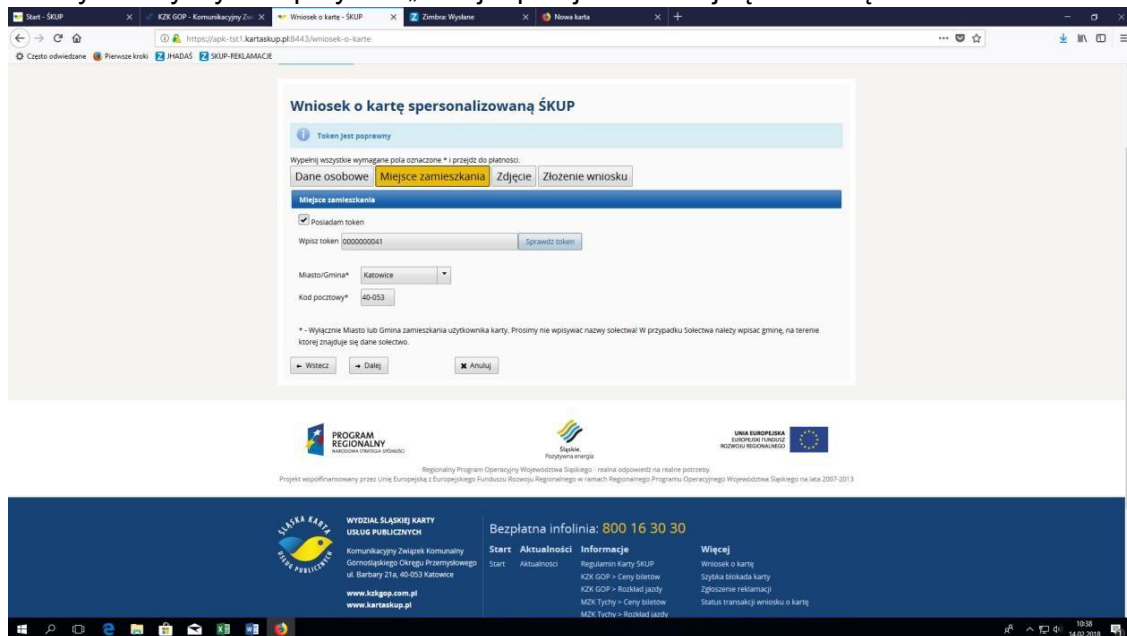 Start - ŚKUP
KZK GOP - Komunikacyjny Zwi
Wniosek o kartę - ŚKUP
Zimbra: Wysłane
Nowa karta
https://apk-tst1.kartaskup.pl:8443/wniosek-o-karte
Często odwiedzane
Pierwsze kroki
JHADAŚ
SKUP-REKLAMACJE
Wniosek o kartę spersonalizowaną ŚKUP
Token jest poprawny
Wypełnij wszystkie wymagane pola oznaczone * i przejdź do płatności.
Dane osobowe Miejsce zamieszkania Zdjęcie Złożenie wniosku
Miejsce zamieszkania
Posiadam token
Wpisz token 0000000041 Sprawdź token
Miasto/Gmina* Katowice
Kod pocztowy* 40-053
* - Wyłącznie Miasto lub Gmina zamieszkania użytkownika karty. Prosimy nie wpisywać nazwy sołectwa! W przypadku Sołectwa należy wpisac gminę, na terenie
ktorej znajduje się dane sołectwo.
Wstecz Dalej Anuluj
PROGRAM
REGIONALNY
NARODOWA STRATEGIA SPÓJNOŚCI
Śląskie.
Pozytywna energia
UNIA EUROPEJSKA
EUROPEJSKI FUNDUSZ
ROZWOJU REGIONALNEGO
Regionalny Program Operacyjny Województwa Śląskiego - realna odpowiedź na realne potrzeby.
Projekt współfinansowany przez Unię Europejską z Europejskiego Funduszu Rozwoju Regionalnego w ramach Regionalnego Programu Operacyjnego Województwa Śląskiego na lata 2007-2013
ŚLĄSKA KARTA
USŁUG PUBLICZNYCH
WYDZIAŁ ŚLĄSKIEJ KARTY
USŁUG PUBLICZNYCH
Komunikacyjny Związek Komunalny
Górnośląskiego Okręgu Przemysłowego
ul. Barbary 21a, 40-053 Katowice
www.kzkgop.com.pl
www.kartaskup.pl
Bezpłatna infolinia: 800 16 30 30
Start Aktualności Informacje Więcej
Start Aktualności Regulamin Karty ŚKUP Wniosek o kartę
KZK GOP > Ceny biletów Szybka blokada karty
KZK GOP > Rozkład jazdy Zgłoszenie reklamacji
MZK Tychy > Ceny biletów Status transakcji wniosku o kartę
MZK Tychy > Rozkład jazdy
10:38
14.02.2018